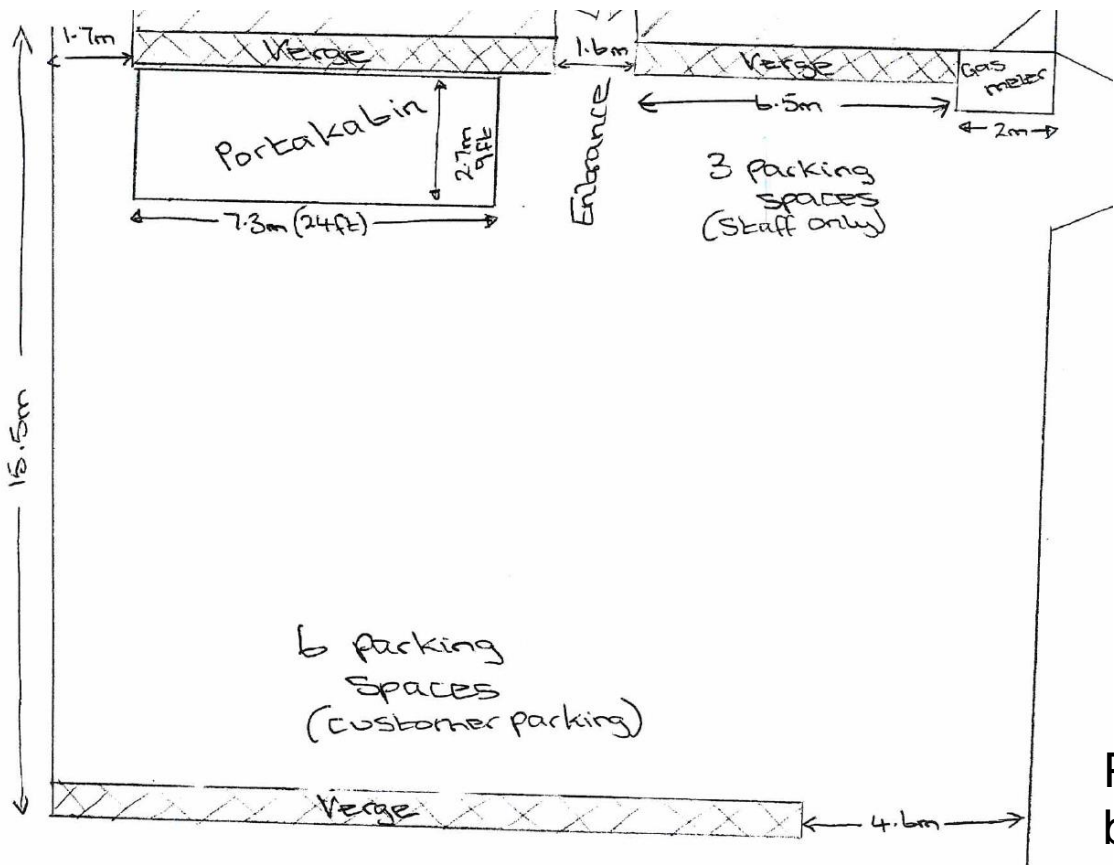 1.7m
Verge
1.6m
Verge
Gas
meter
6.5m
2m
Portakabin
2.7m
9ft
7.3m (24ft)
Entrance
3 parking
spaces
(Staff only)
15.5m
6 parking
spaces
(customer parking)
Verge
4.6m